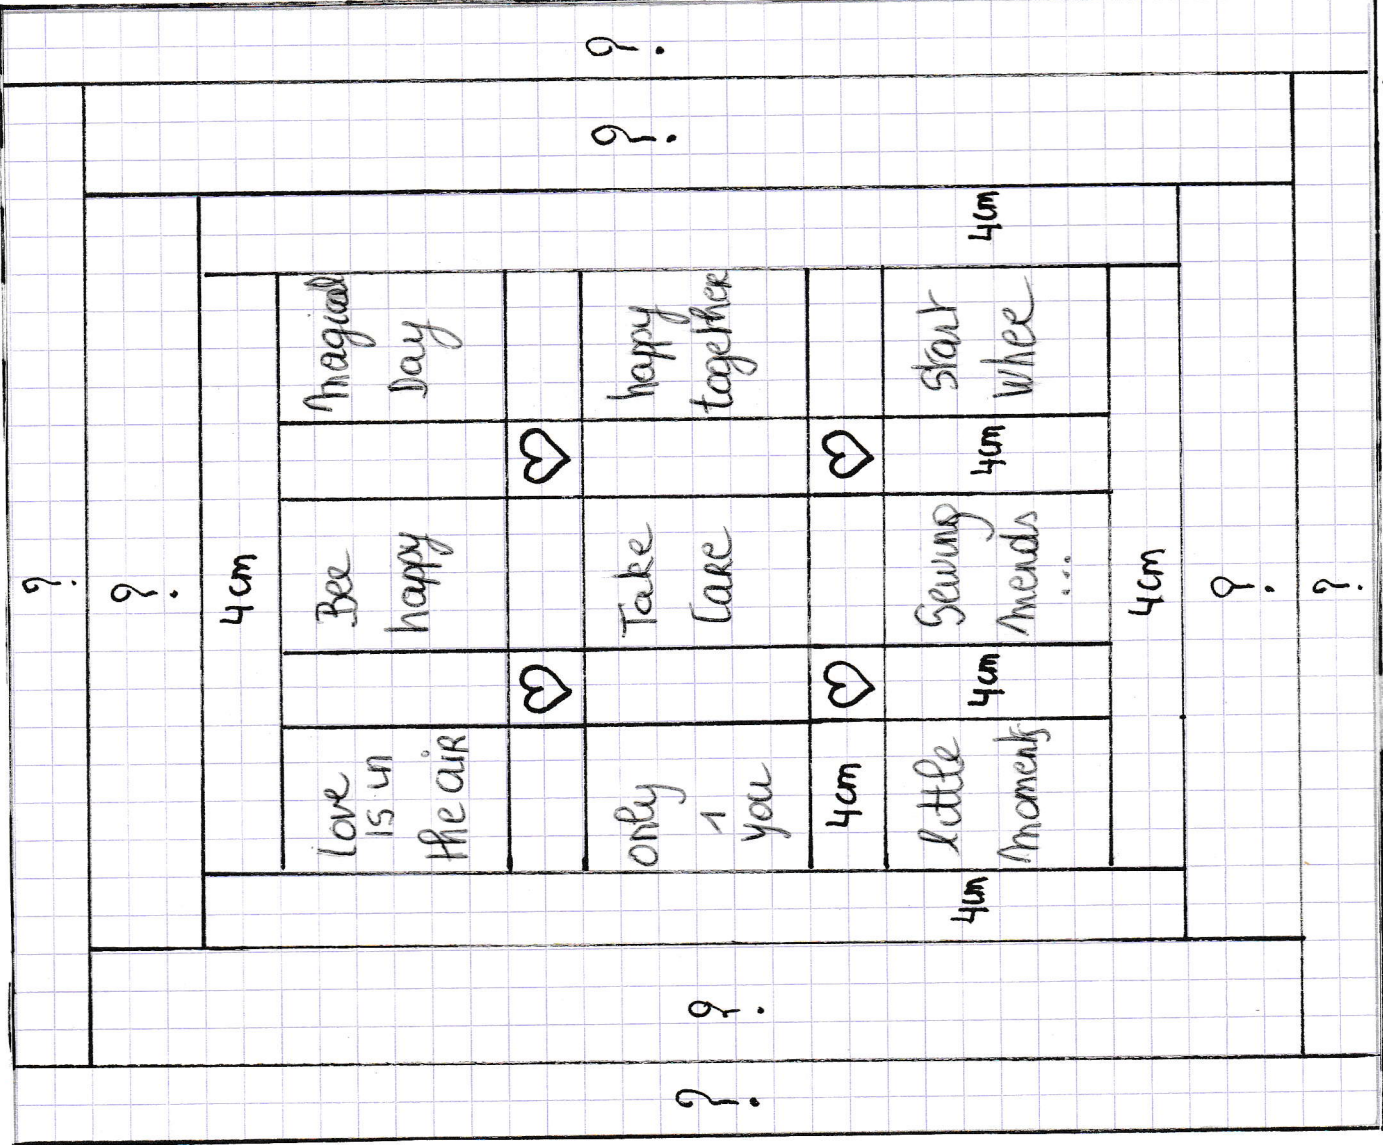 ?
?
4cm
Love
is in
the air
Bee
happy
Magical
Day
?
?
only
1
you
Take
Care
happy
together
?
?
4cm
4cm
little
moments
4cm
Sewing
mends
...
4cm
Start
Whee
4cm
4cm
?
?